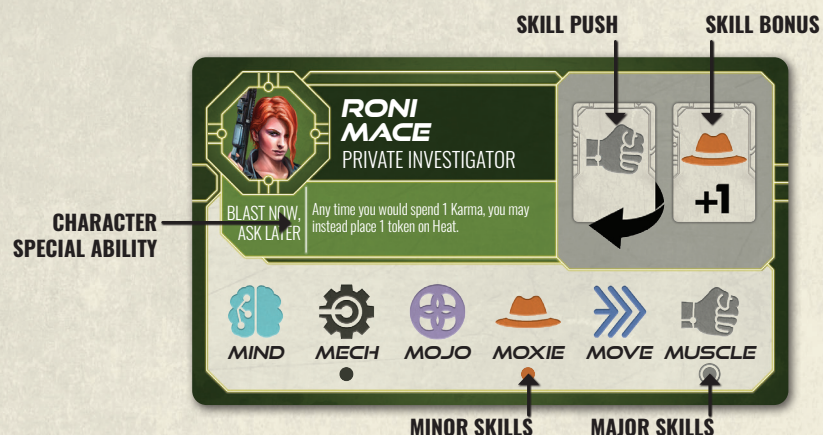 SKILL PUSH
SKILL BONUS
RONI
MACE
PRIVATE INVESTIGATOR
+1
CHARACTER
SPECIAL ABILITY
BLAST NOW,
ASK LATER
Any time you would spend 1 Karma, you may
instead place 1 token on Heat.
MIND
MECH
MOJO
MOXIE
MOVE
MUSCLE
MINOR SKILLS
MAJOR SKILLS